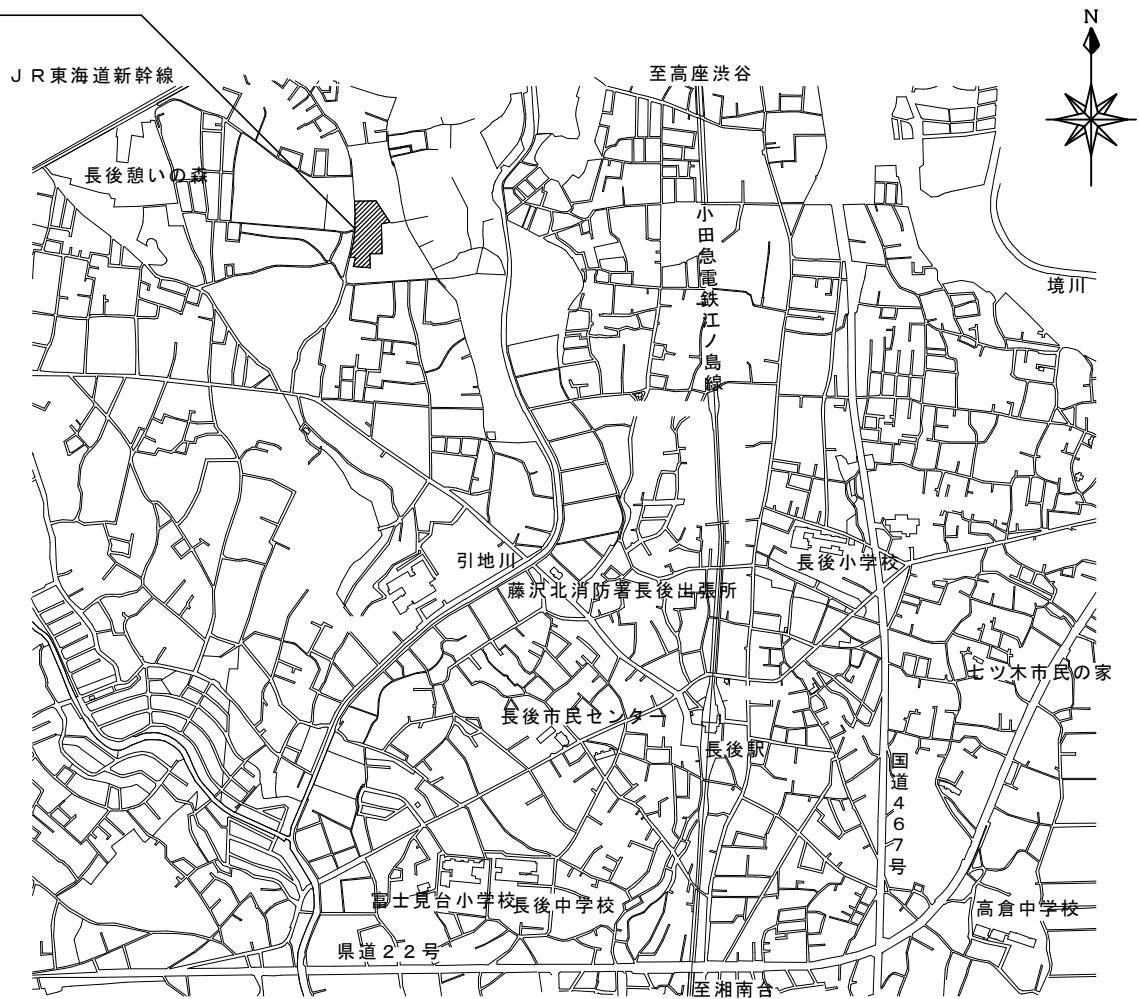 N
JR東海道新幹線
至高座渋谷
長後憩いの森
小田急電鉄江ノ島線
境川
引地川
長後小学校
藤沢北消防署長後出張所
七ツ木市民の家
長後市民センター
長後駅
国道467号
富士見台小学校
長後中学校
高倉中学校
県道22号
至湘南台